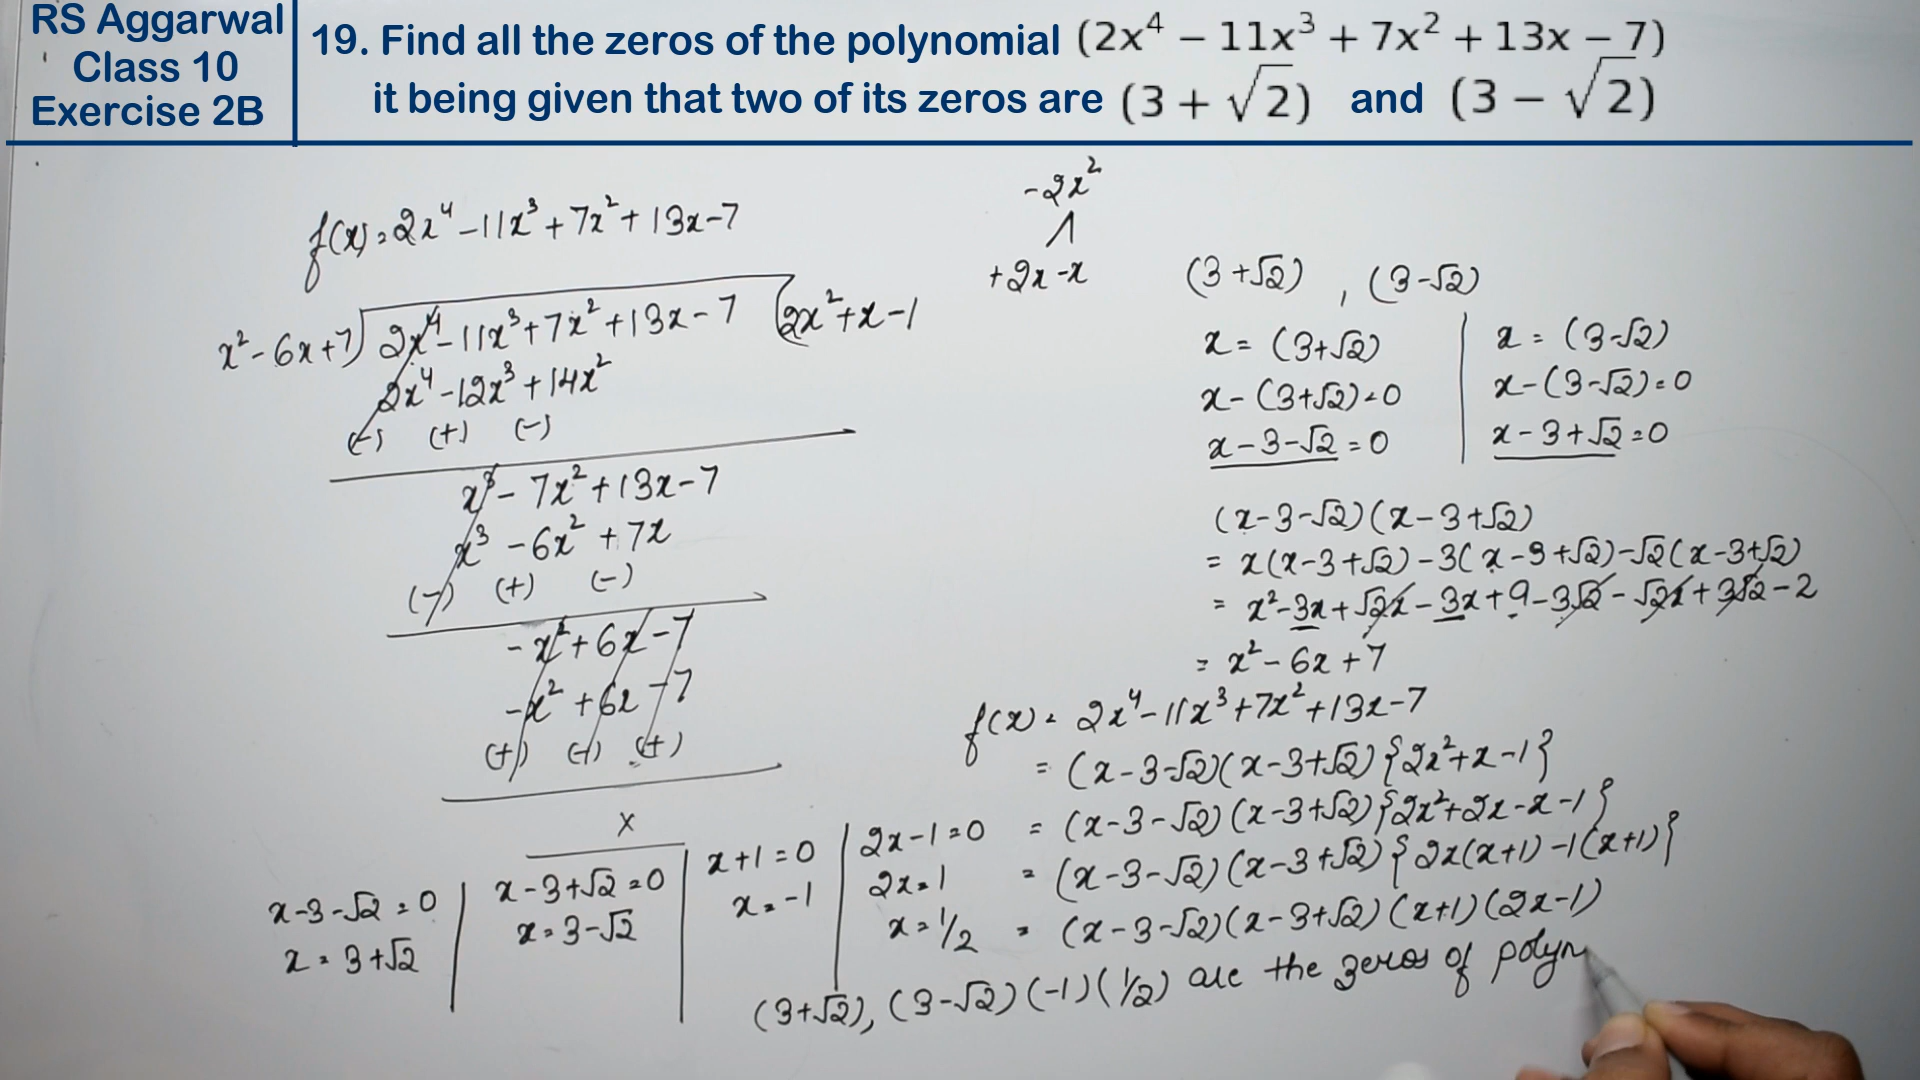 RS Aggarwal
Class 10
Exercise 2B
19. Find all the zeros of the polynomial (2x⁴ − 11x³ + 7x² + 13x − 7)
it being given that two of its zeros are (3 + √2) and (3 − √2)
f(x) = 2x⁴ - 11x³ + 7x² + 13x - 7
x² - 6x + 7) 2x⁴ - 11x³ + 7x² + 13x - 7 (2x² + x - 1
2x⁴ - 12x³ + 14x²
(-) (+) (-)
x³ - 7x² + 13x - 7
x³ - 6x² + 7x
(-) (+) (-)
- x² + 6x - 7
- x² + 6x - 7
(+) (-) (+)
x
-2x²
∧
+2x -x
(3 + √2) , (3 - √2)
x = (3 + √2)
x - (3 + √2) = 0
x - 3 - √2 = 0
x = (3 - √2)
x - (3 - √2) = 0
x - 3 + √2 = 0
(x - 3 - √2)(x - 3 + √2)
= x(x - 3 + √2) - 3(x - 3 + √2) - √2(x - 3 + √2)
= x² - 3x + √2x - 3x + 9 - 3√2 - √2x + 3√2 - 2
= x² - 6x + 7
f(x) = 2x⁴ - 11x³ + 7x² + 13x - 7
= (x - 3 - √2)(x - 3 + √2) {2x² + x - 1}
= (x - 3 - √2)(x - 3 + √2) {2x² + 2x - x - 1}
= (x - 3 - √2)(x - 3 + √2) {2x(x + 1) - 1(x + 1)}
= (x - 3 - √2)(x - 3 + √2)(x + 1)(2x - 1)
x - 3 - √2 = 0
x = 3 + √2
x - 3 + √2 = 0
x = 3 - √2
x + 1 = 0
x = -1
2x - 1 = 0
2x = 1
x = 1/2
(3 + √2), (3 - √2) (-1) (1/2) are the zeros of polyn